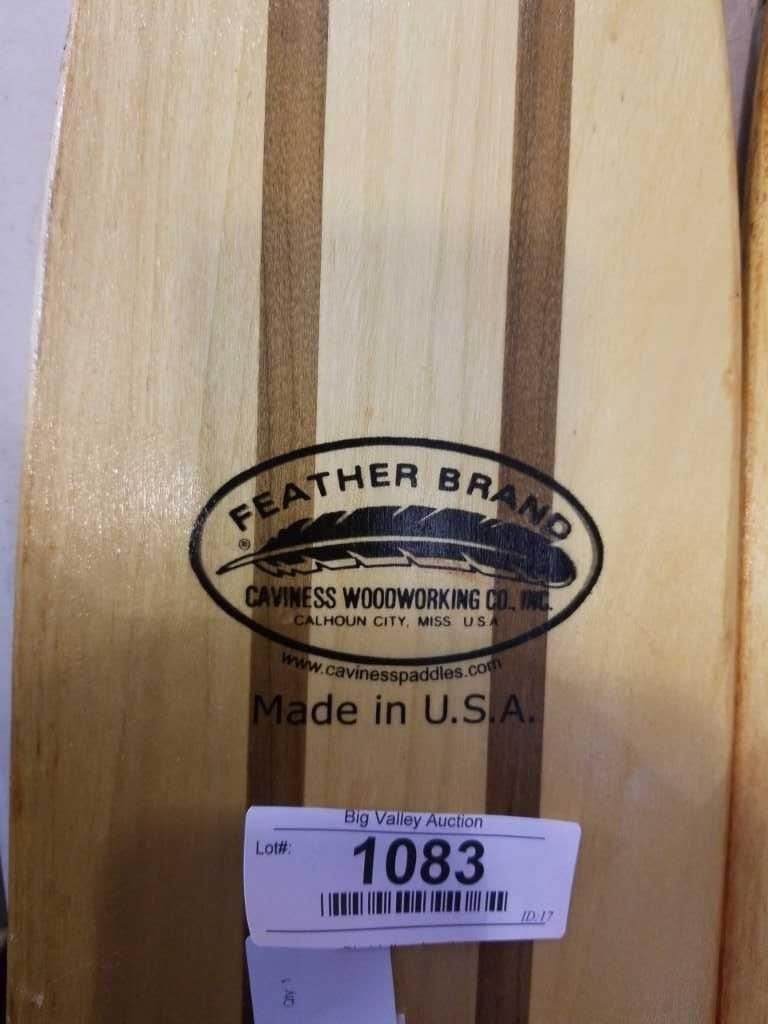 FEATHER BRAND
®
CAVINESS WOODWORKING CO., INC.
CALHOUN CITY, MISS U S A
www.cavinesspaddles.com
Made in U.S.A.
Big Valley Auction
Lot#:
1083
ID:17